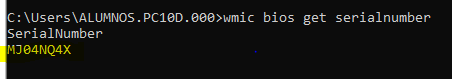 C:\Users\ALUMNOS.PC10D.000>wmic bios get serialnumber
SerialNumber
MJ04NQ4X